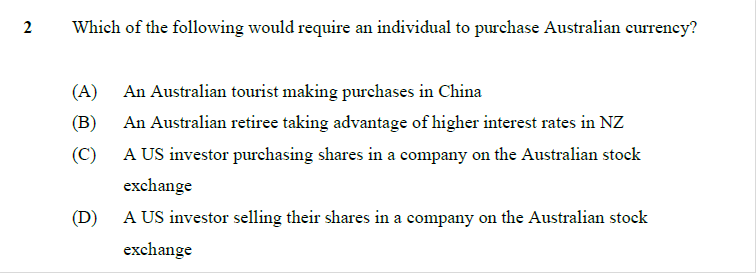 2 Which of the following would require an individual to purchase Australian currency?
(A) An Australian tourist making purchases in China
(B) An Australian retiree taking advantage of higher interest rates in NZ
(C) A US investor purchasing shares in a company on the Australian stock
exchange
(D) A US investor selling their shares in a company on the Australian stock
exchange